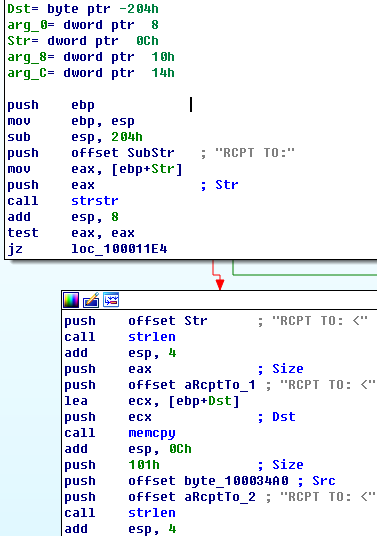 Dst= byte ptr -204h
arg_0= dword ptr  8
Str= dword ptr  0Ch
arg_8= dword ptr  10h
arg_C= dword ptr  14h
push    ebp
mov     ebp, esp
sub     esp, 204h
push    offset SubStr   ; "RCPT TO:"
mov     eax, [ebp+Str]
push    eax             ; Str
call    strstr
add     esp, 8
test    eax, eax
jz      loc_100011E4
push    offset Str      ; "RCPT TO: <"
call    strlen
add     esp, 4
push    eax             ; Size
push    offset aRcptTo_1 ; "RCPT TO: <"
lea     ecx, [ebp+Dst]
push    ecx             ; Dst
call    memcpy
add     esp, 0Ch
push    101h            ; Size
push    offset byte_100034A0 ; Src
push    offset aRcptTo_2 ; "RCPT TO: <"
call    strlen
add     esp, 4